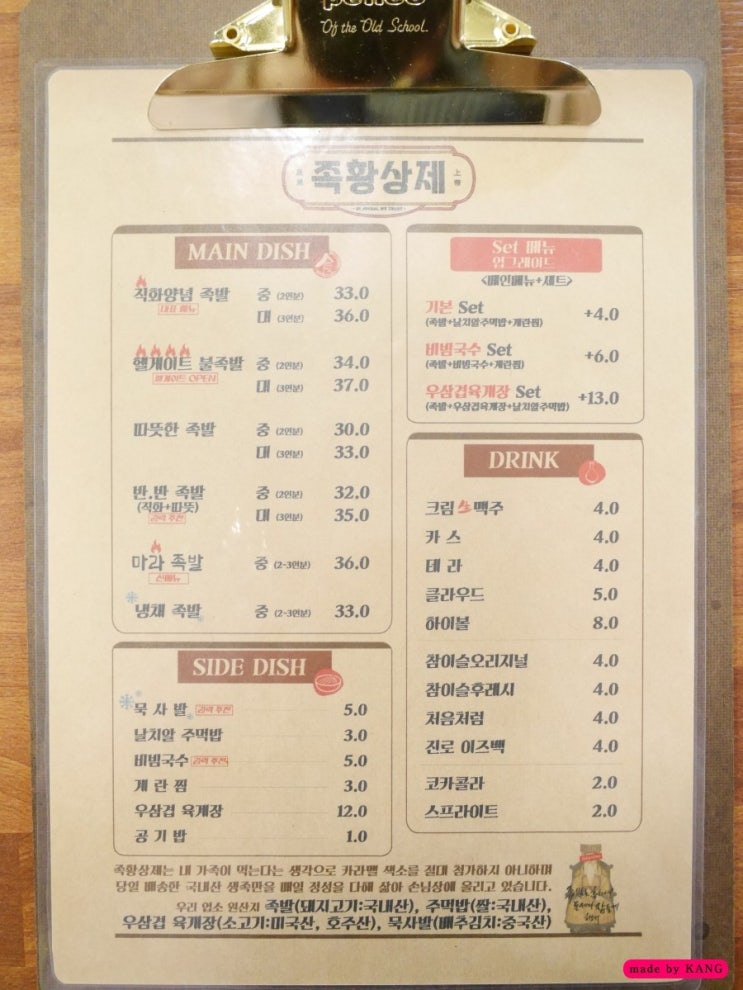 Of the Old School.
족황상제
上帝
MAIN DISH
직화양념 족발 중 (2인분) 33.0
대표 메뉴
대 (3인분) 36.0
헬게이트 불족발 중 (2인분) 34.0
헬게이트 OPEN
대 (3인분) 37.0
따뜻한 족발 중 (2인분) 30.0
대 (3인분) 33.0
반.반 족발 중 (2인분) 32.0
(직화+따뜻)
강력 추천
대 (3인분) 35.0
마라 족발 중 (2-3인분) 36.0
신메뉴
냉채 족발 중 (2-3인분) 33.0
SIDE DISH
묵사발 강력 추천 5.0
날치알 주먹밥 3.0
비빔국수 강력 추천 5.0
계란찜 3.0
우삼겹 육개장 12.0
공기밥 1.0
Set 메뉴
업그레이드
<메인메뉴+세트>
기본 Set +4.0
(족발+날치알주먹밥+계란찜)
비빔국수 Set +6.0
(족발+비빔국수+계란찜)
우삼겹육개장 Set +13.0
(족발+우삼겹육개장+날치알주먹밥)
DRINK
크림生맥주 4.0
카스 4.0
테라 4.0
클라우드 5.0
하이볼 8.0
참이슬오리지널 4.0
참이슬후레시 4.0
처음처럼 4.0
진로 이즈백 4.0
코카콜라 2.0
스프라이트 2.0
족황상제는 내 가족이 먹는다는 생각으로 카라멜 색소를 절대 첨가하지 아니하며
당일 배송한 국내산 생족만을 매일 정성을 다해 삶아 손님상에 올리고 있습니다.
우리 업소 원산지 족발(돼지고기:국내산), 주먹밥(쌀:국내산),
우삼겹 육개장(소고기:미국산, 호주산), 묵사발(배추김치:중국산)
made by KANG